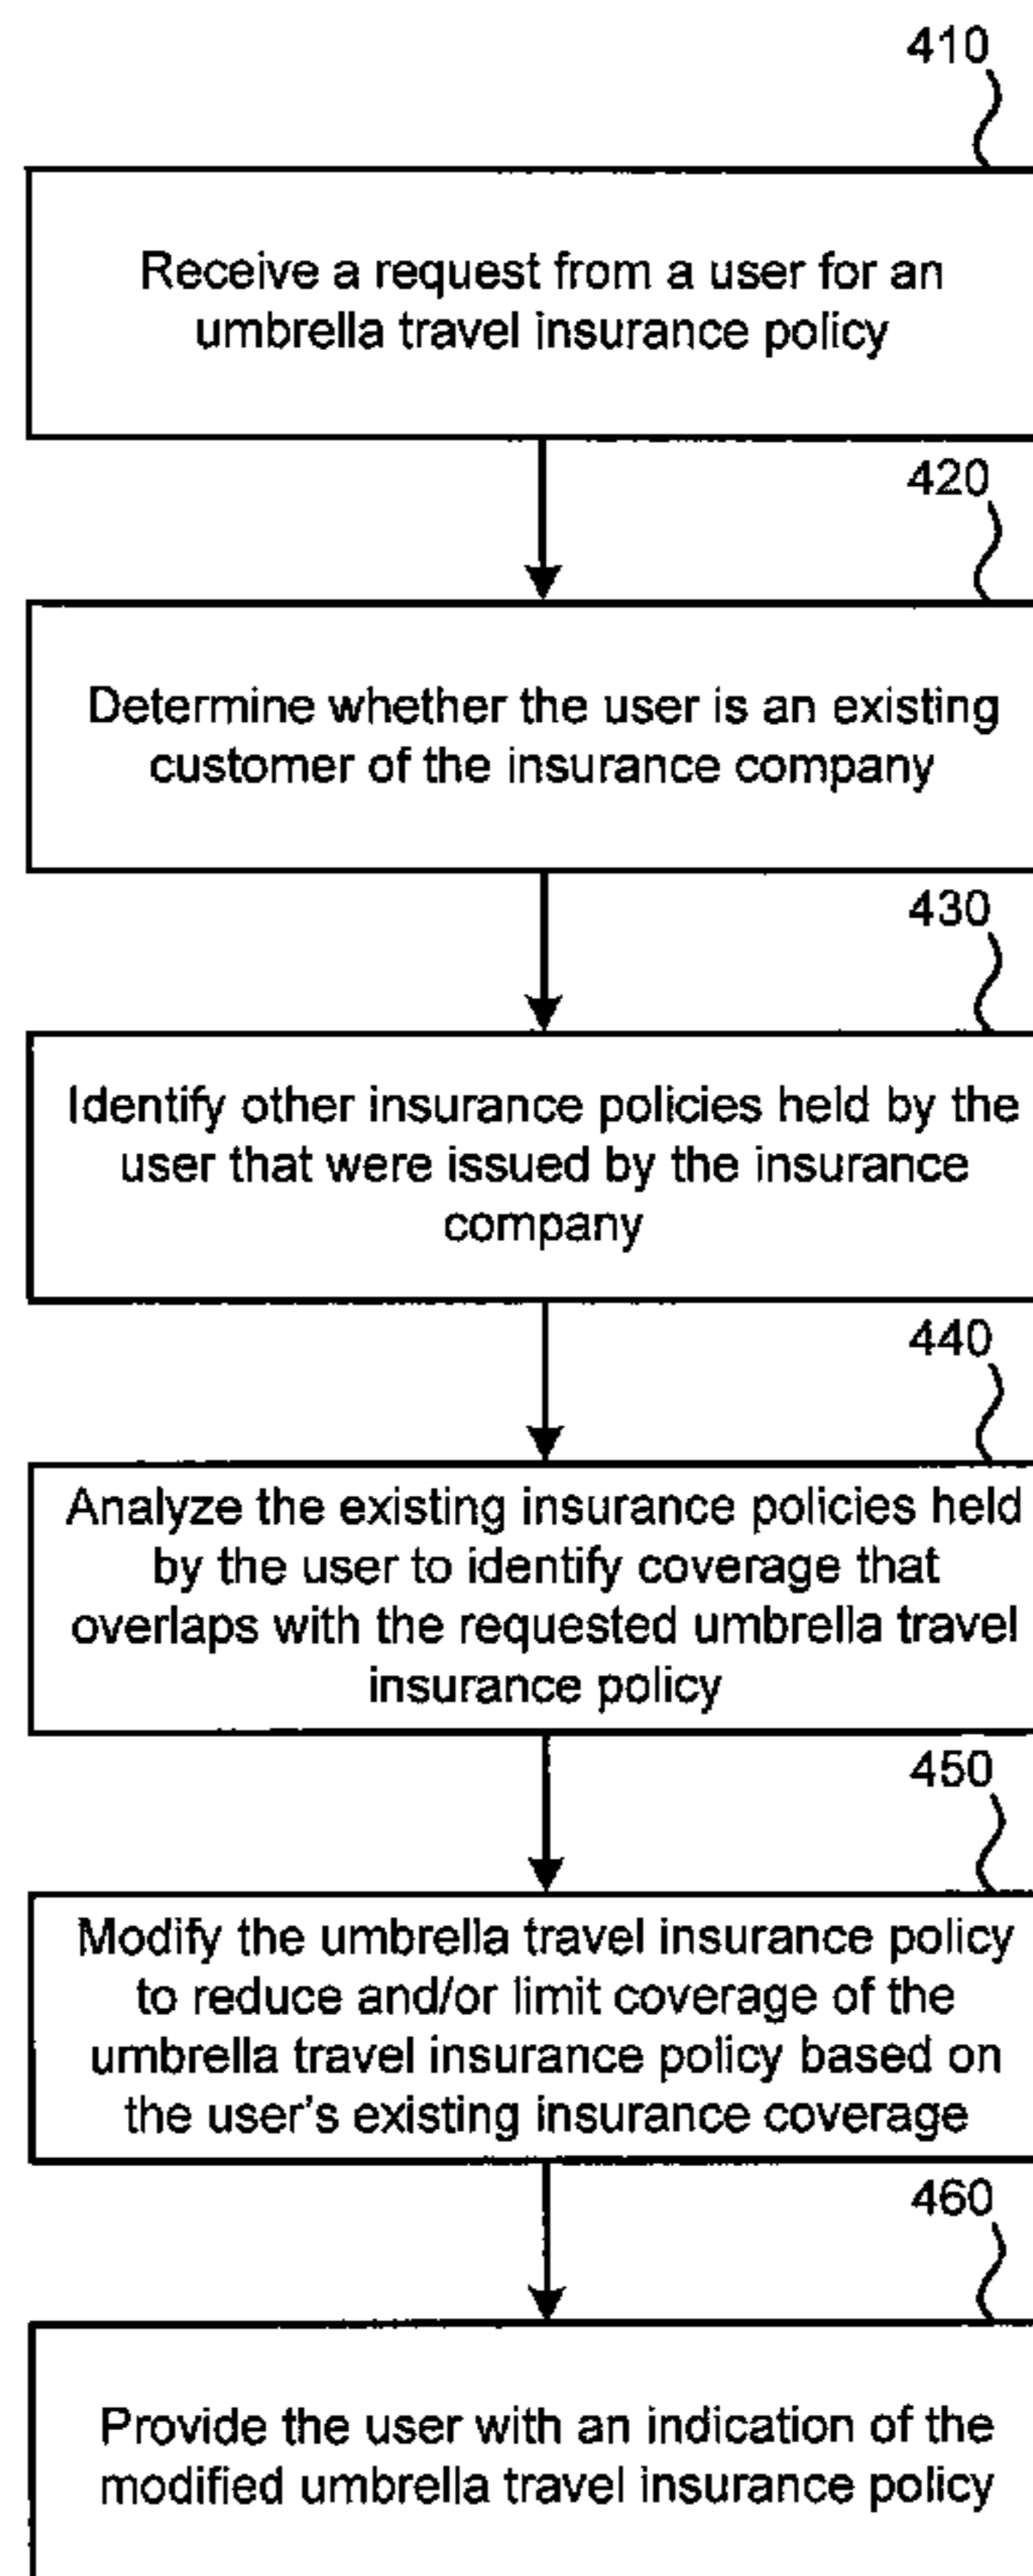 410
Receive a request from a user for an
umbrella travel insurance policy
420
Determine whether the user is an existing
customer of the insurance company
430
Identify other insurance policies held by the
user that were issued by the insurance
company
440
Analyze the existing insurance policies held
by the user to identify coverage that
overlaps with the requested umbrella travel
insurance policy
450
Modify the umbrella travel insurance policy
to reduce and/or limit coverage of the
umbrella travel insurance policy based on
the user's existing insurance coverage
460
Provide the user with an indication of the
modified umbrella travel insurance policy